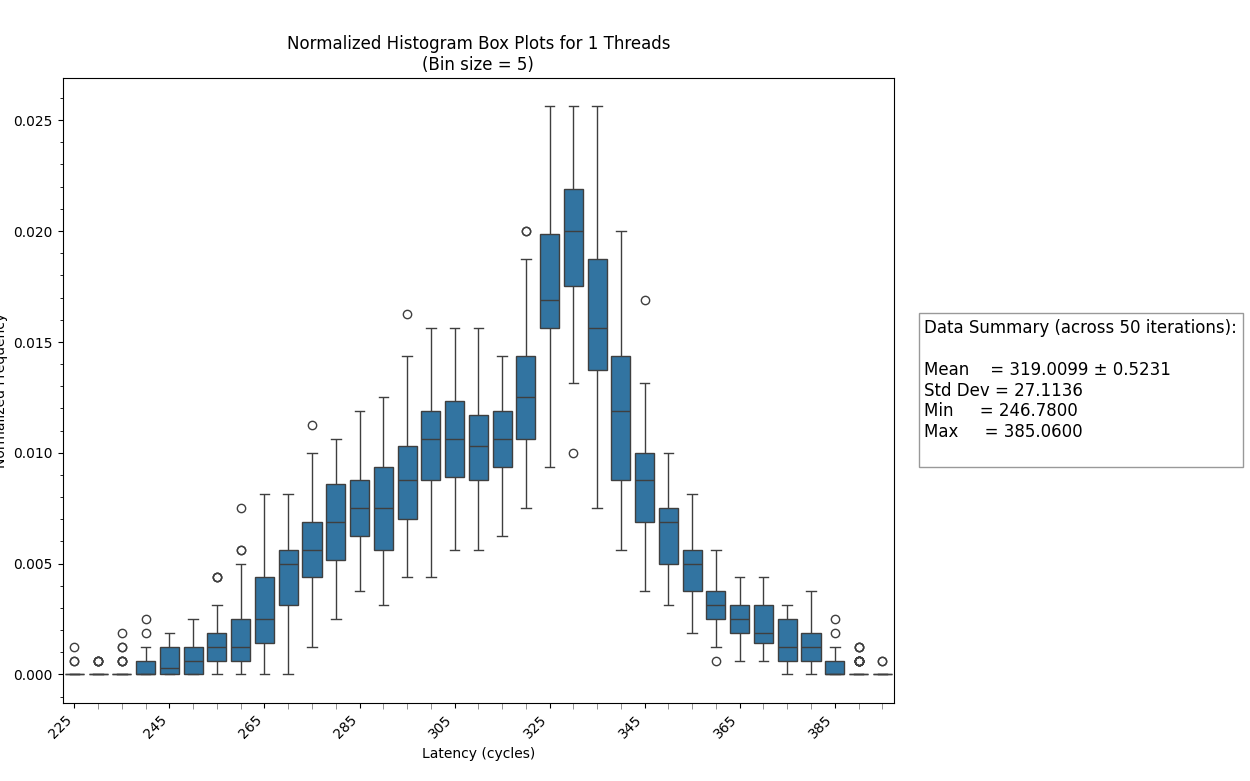 Normalized Histogram Box Plots for 1 Threads
(Bin size = 5)
0.025
0.020
0.015
0.010
0.005
0.000
Normalized Frequency
225
245
265
285
305
325
345
365
385
Latency (cycles)
Data Summary (across 50 iterations):
Mean = 319.0099 ± 0.5231
Std Dev = 27.1136
Min = 246.7800
Max = 385.0600